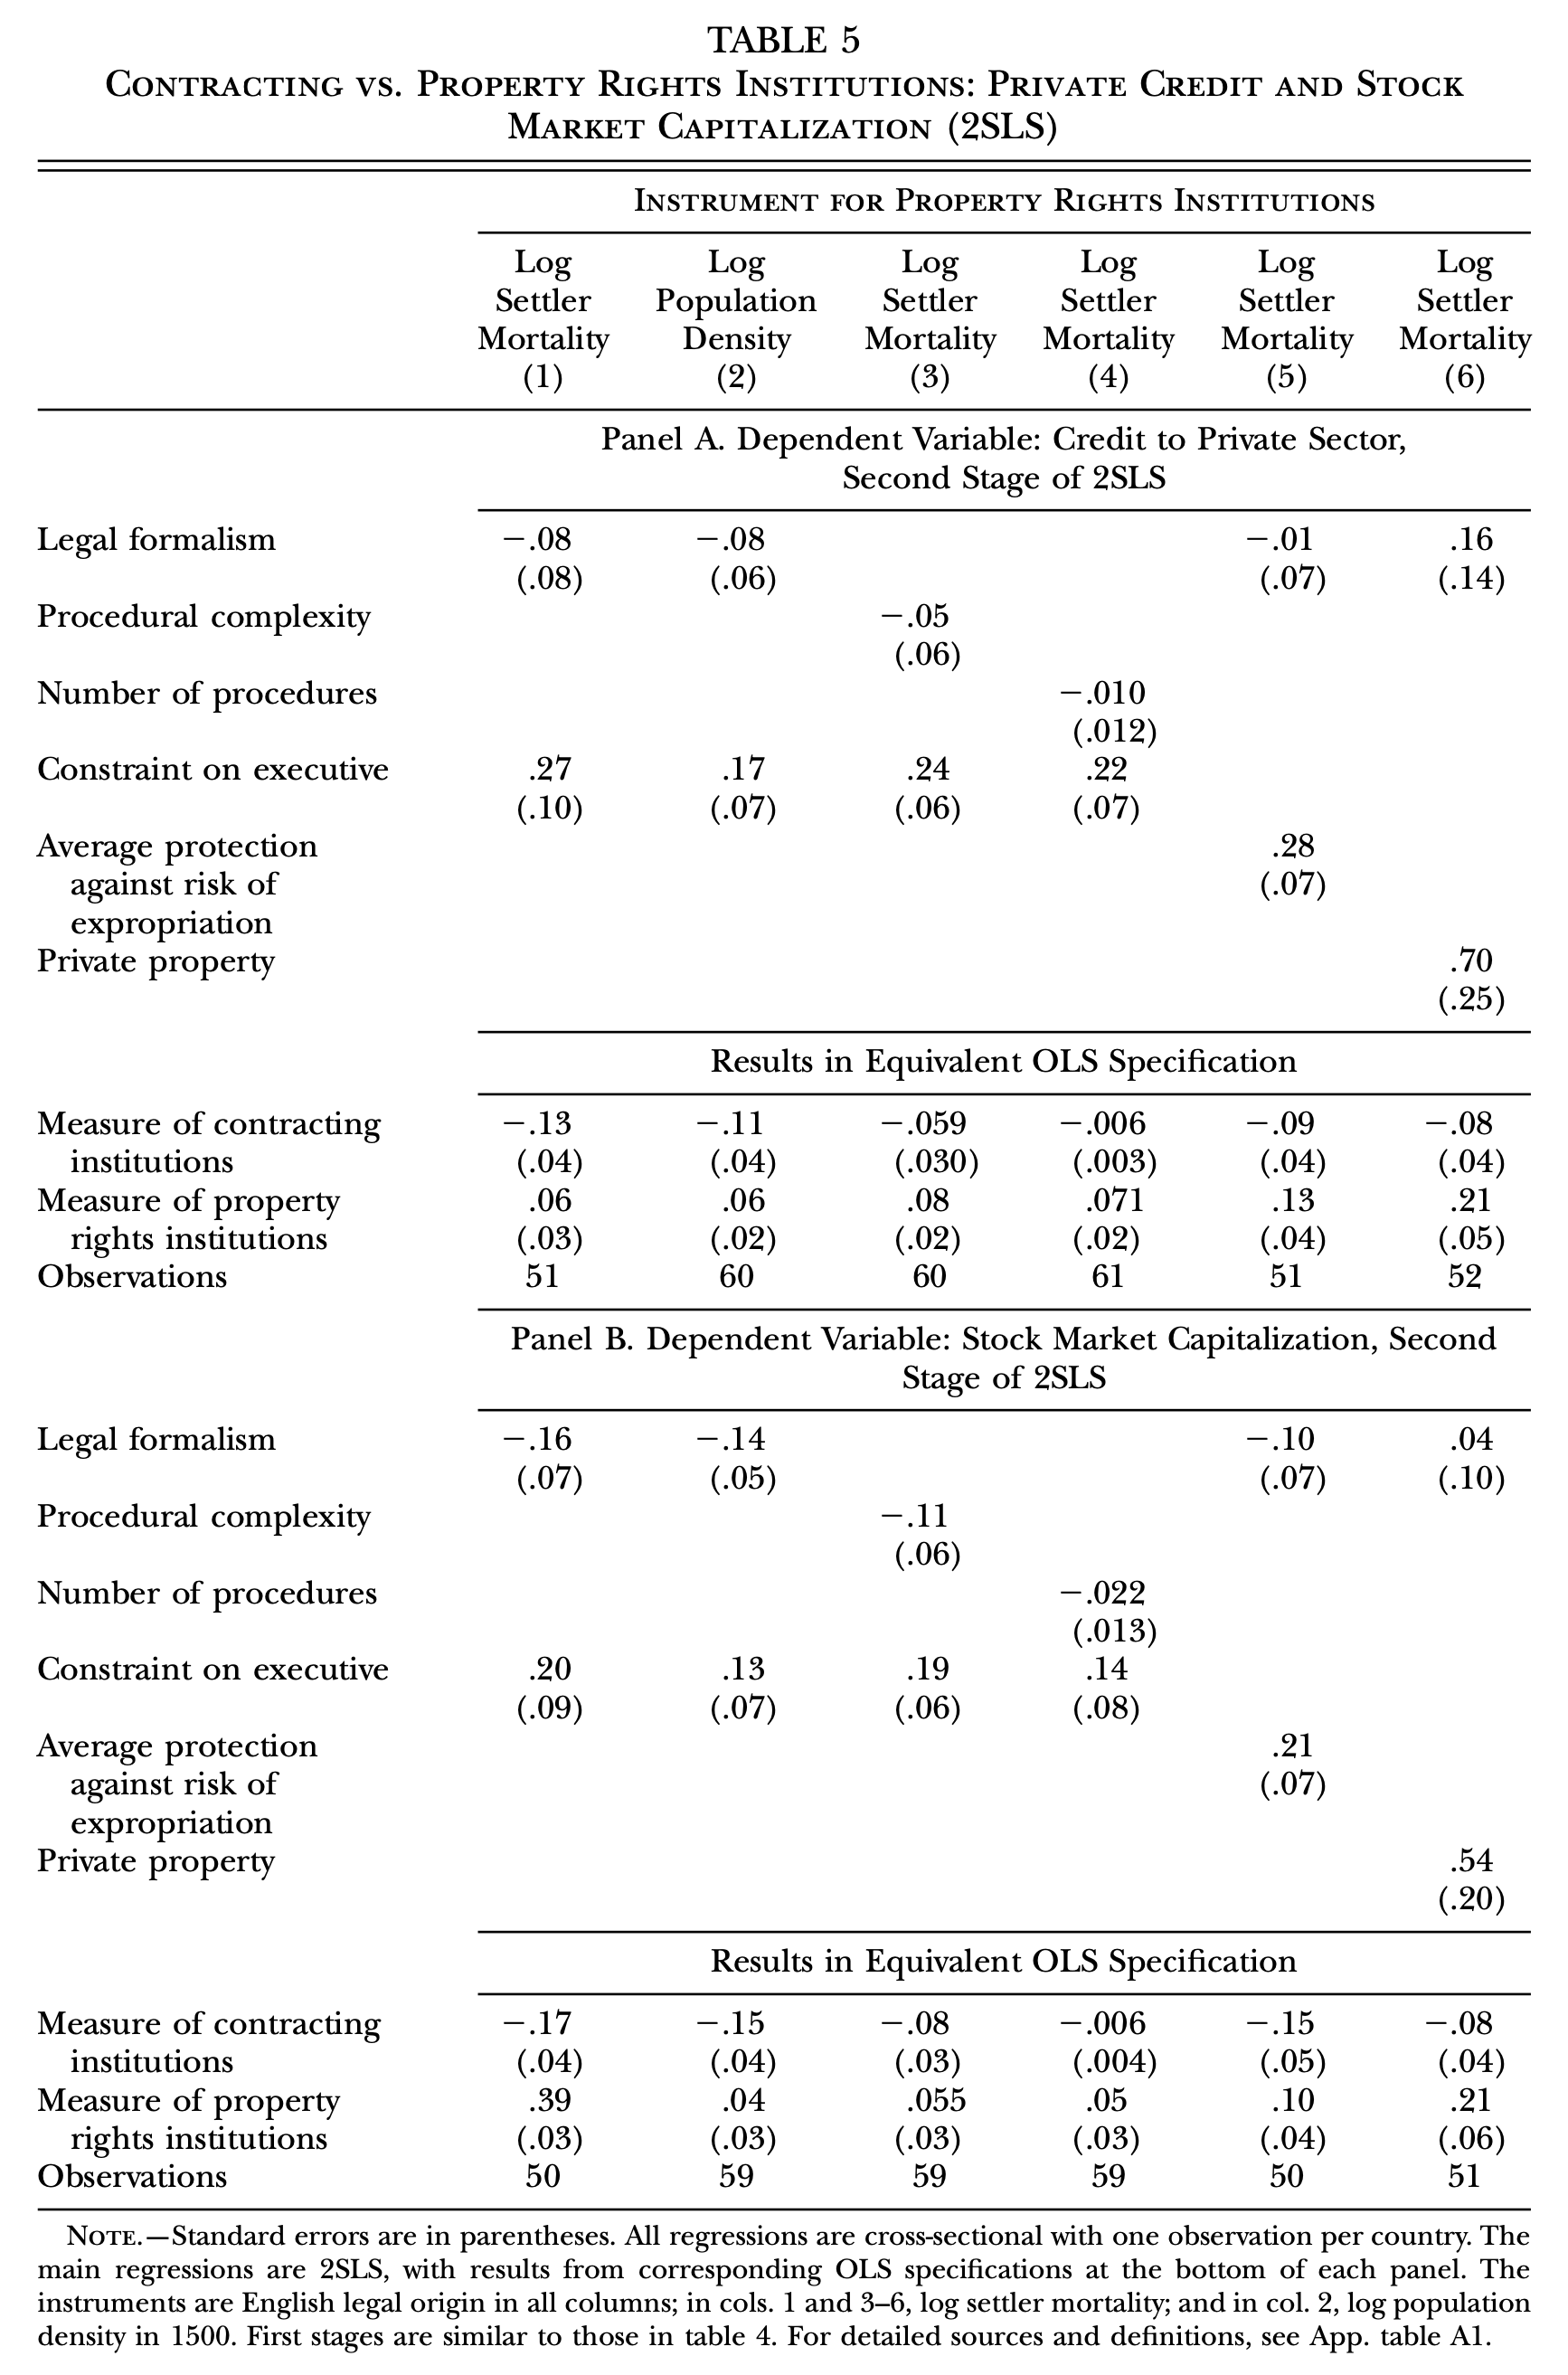 TABLE 5
Contracting vs. Property Rights Institutions: Private Credit and Stock
Market Capitalization (2SLS)
Instrument for Property Rights Institutions
Log Log Log Log Log Log
Settler Population Settler Settler Settler Settler
Mortality Density Mortality Mortality Mortality Mortality
(1) (2) (3) (4) (5) (6)
Panel A. Dependent Variable: Credit to Private Sector,
Second Stage of 2SLS
Legal formalism −.08 −.08 −.01 .16
(.08) (.06) (.07) (.14)
Procedural complexity −.05
(.06)
Number of procedures −.010
(.012)
Constraint on executive .27 .17 .24 .22
(.10) (.07) (.06) (.07)
Average protection .28
against risk of (.07)
expropriation
Private property .70
(.25)
Results in Equivalent OLS Specification
Measure of contracting −.13 −.11 −.059 −.006 −.09 −.08
institutions (.04) (.04) (.030) (.003) (.04) (.04)
Measure of property .06 .06 .08 .071 .13 .21
rights institutions (.03) (.02) (.02) (.02) (.04) (.05)
Observations 51 60 60 61 51 52
Panel B. Dependent Variable: Stock Market Capitalization, Second
Stage of 2SLS
Legal formalism −.16 −.14 −.10 .04
(.07) (.05) (.07) (.10)
Procedural complexity −.11
(.06)
Number of procedures −.022
(.013)
Constraint on executive .20 .13 .19 .14
(.09) (.07) (.06) (.08)
Average protection .21
against risk of (.07)
expropriation
Private property .54
(.20)
Results in Equivalent OLS Specification
Measure of contracting −.17 −.15 −.08 −.006 −.15 −.08
institutions (.04) (.04) (.03) (.004) (.05) (.04)
Measure of property .39 .04 .055 .05 .10 .21
rights institutions (.03) (.03) (.03) (.03) (.04) (.06)
Observations 50 59 59 59 50 51
Note.—Standard errors are in parentheses. All regressions are cross-sectional with one observation per country. The
main regressions are 2SLS, with results from corresponding OLS specifications at the bottom of each panel. The
instruments are English legal origin in all columns; in cols. 1 and 3–6, log settler mortality; and in col. 2, log population
density in 1500. First stages are similar to those in table 4. For detailed sources and definitions, see App. table A1.